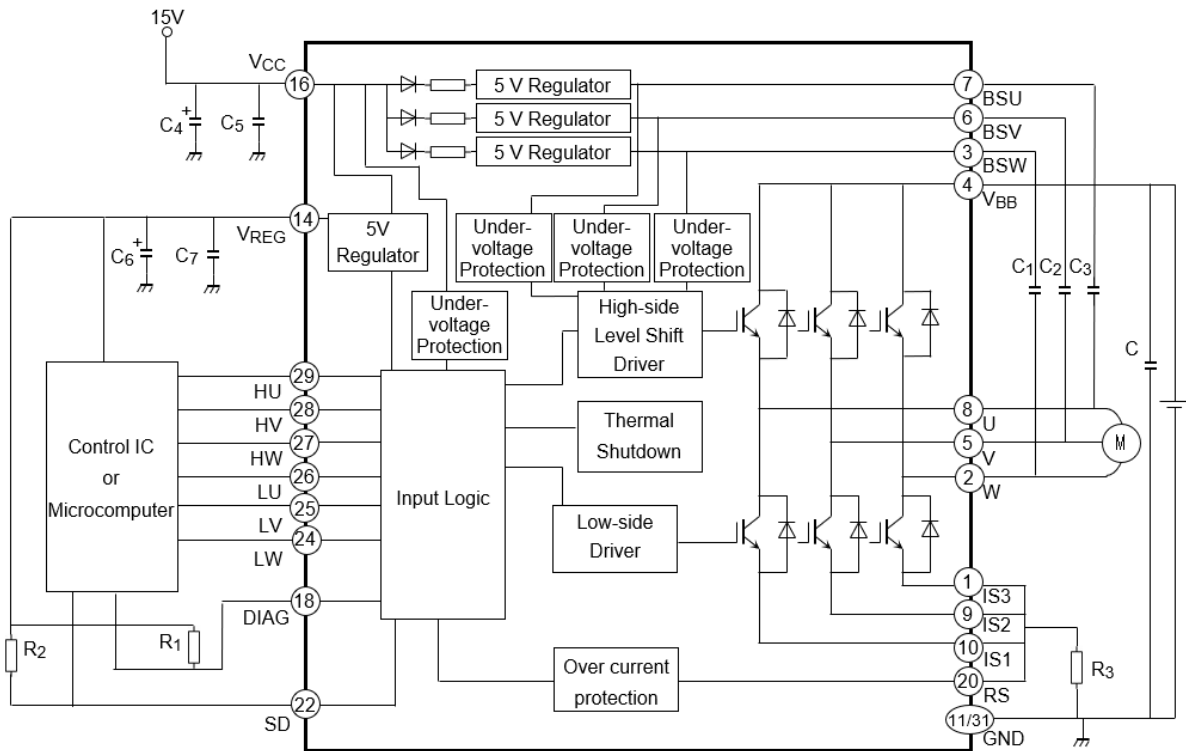 15V
VCC
16
C4
+
C5
5 V Regulator
7
BSU
5 V Regulator
6
BSV
5 V Regulator
3
BSW
4
VBB
14
VREG
C6
+
C7
5V
Regulator
Under-
voltage
Protection
Under-
voltage
Protection
Under-
voltage
Protection
Under-
voltage
Protection
High-side
Level Shift
Driver
C1
C2
C3
C
Control IC
or
Microcomputer
29
HU
28
HV
27
HW
26
LU
25
LV
24
LW
18
DIAG
Input Logic
Thermal
Shutdown
Low-side
Driver
8
U
5
V
2
W
M
1
IS3
9
IS2
10
IS1
20
RS
11/31
GND
R2
R1
R3
22
SD
Over current
protection